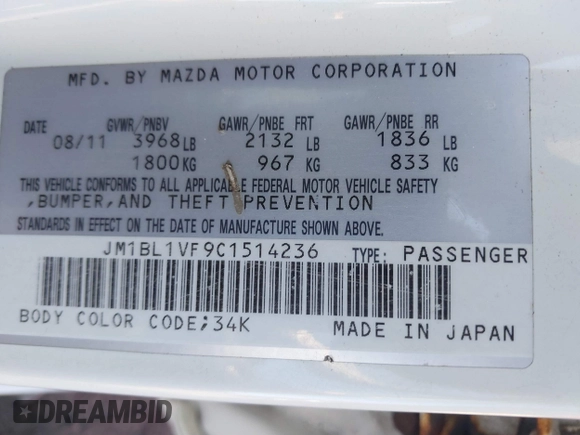 MFD. BY MAZDA MOTOR CORPORATION
DATE GVWR/PNBV GAWR/PNBE FRT GAWR/PNBE RR
08/11 3968 LB 2132 LB 1836 LB
1800 KG 967 KG 833 KG
THIS VEHICLE CONFORMS TO ALL APPLICABLE FEDERAL MOTOR VEHICLE SAFETY
,BUMPER,AND THEFT PREVENTION
STANDARDS IN EFFECT ON THE DATE OF MANUFACTURE SHOWN ABOVE.
JM1BL1VF9C1514236 TYPE: PASSENGER
BODY COLOR CODE;34K MADE IN JAPAN
DREAMBID